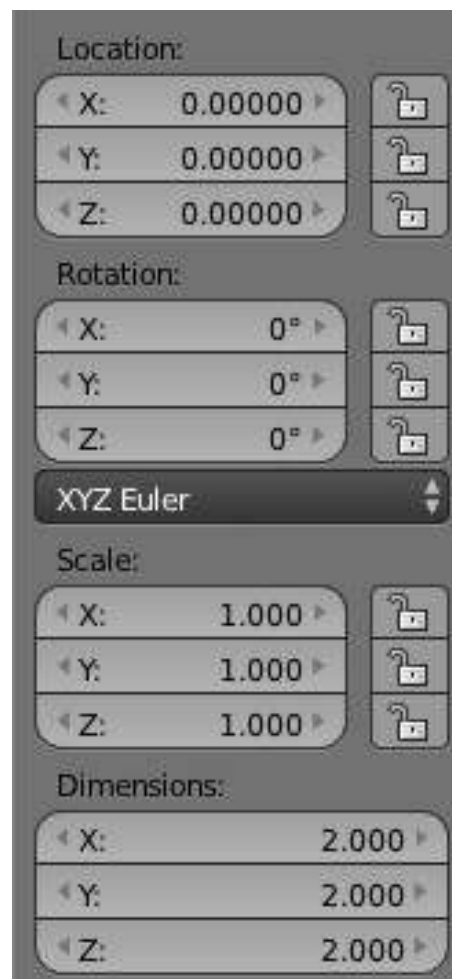 Location:
X: 0.00000
Y: 0.00000
Z: 0.00000
Rotation:
X: 0°
Y: 0°
Z: 0°
XYZ Euler
Scale:
X: 1.000
Y: 1.000
Z: 1.000
Dimensions:
X: 2.000
Y: 2.000
Z: 2.000